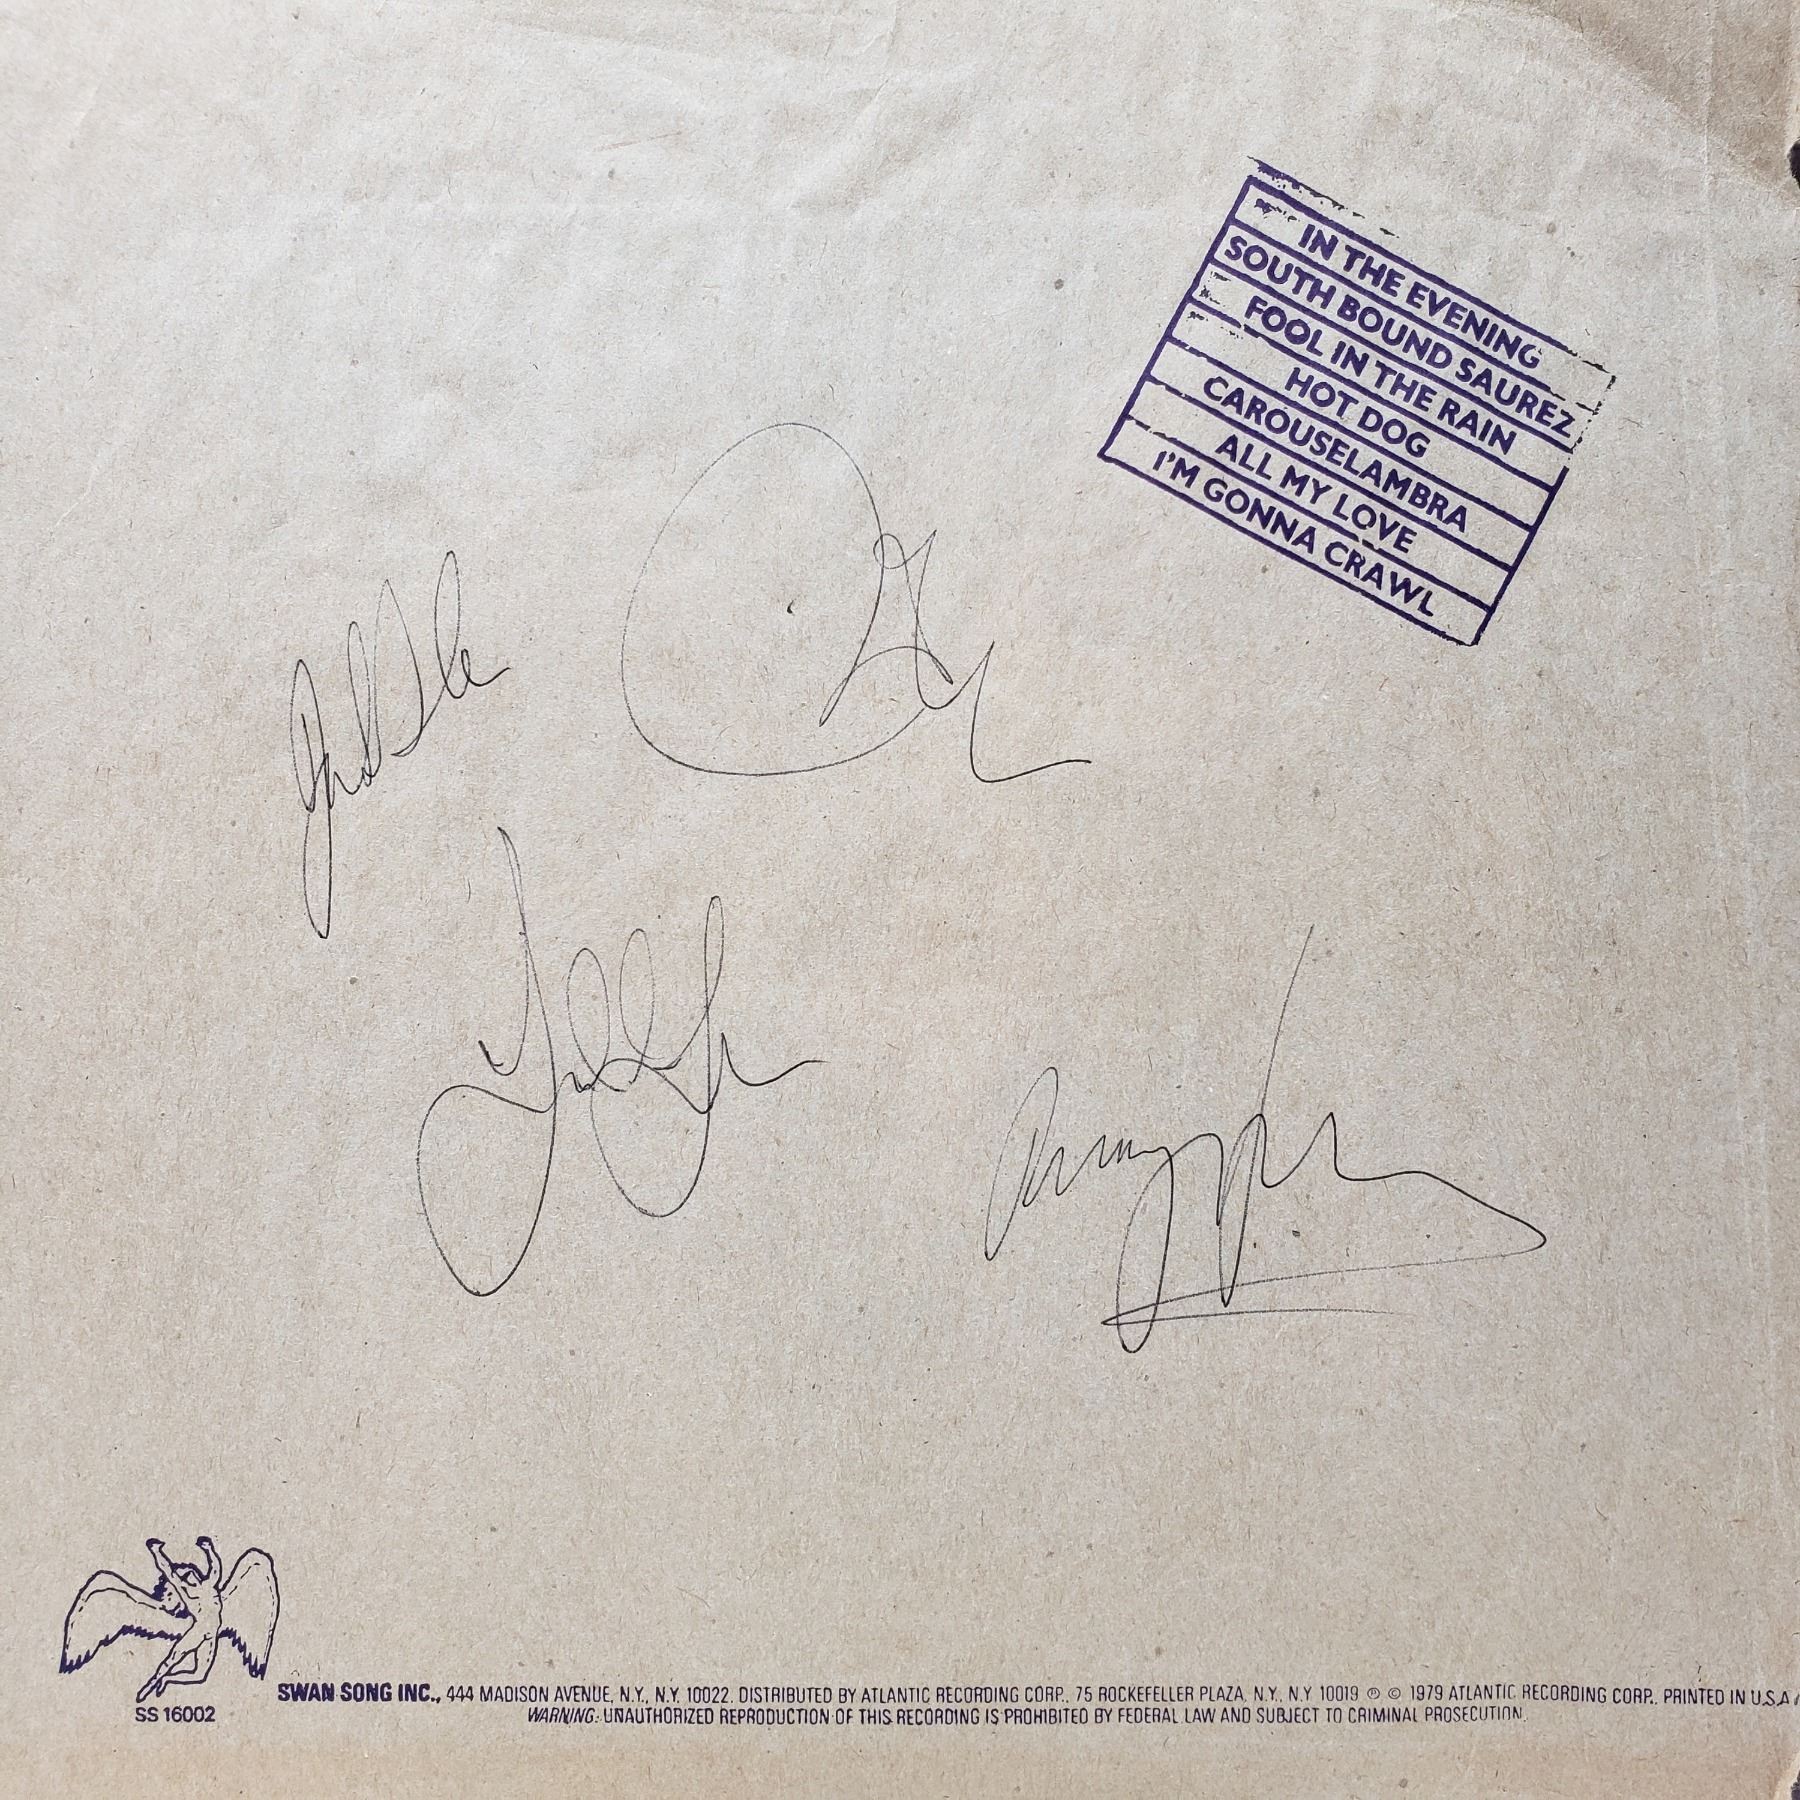 IN THE EVENING
SOUTH BOUND SAUREZ
FOOL IN THE RAIN
HOT DOG
CAROUSELAMBRA
ALL MY LOVE
I'M GONNA CRAWL
SS 16002
SWAN SONG INC., 444 MADISON AVENUE, N.Y., N.Y. 10022. DISTRIBUTED BY ATLANTIC RECORDING CORP., 75 ROCKEFELLER PLAZA, N.Y., N.Y 10019 ℗ © 1979 ATLANTIC RECORDING CORP., PRINTED IN U.S.A
WARNING: UNAUTHORIZED REPRODUCTION OF THIS RECORDING IS PROHIBITED BY FEDERAL LAW AND SUBJECT TO CRIMINAL PROSECUTION.